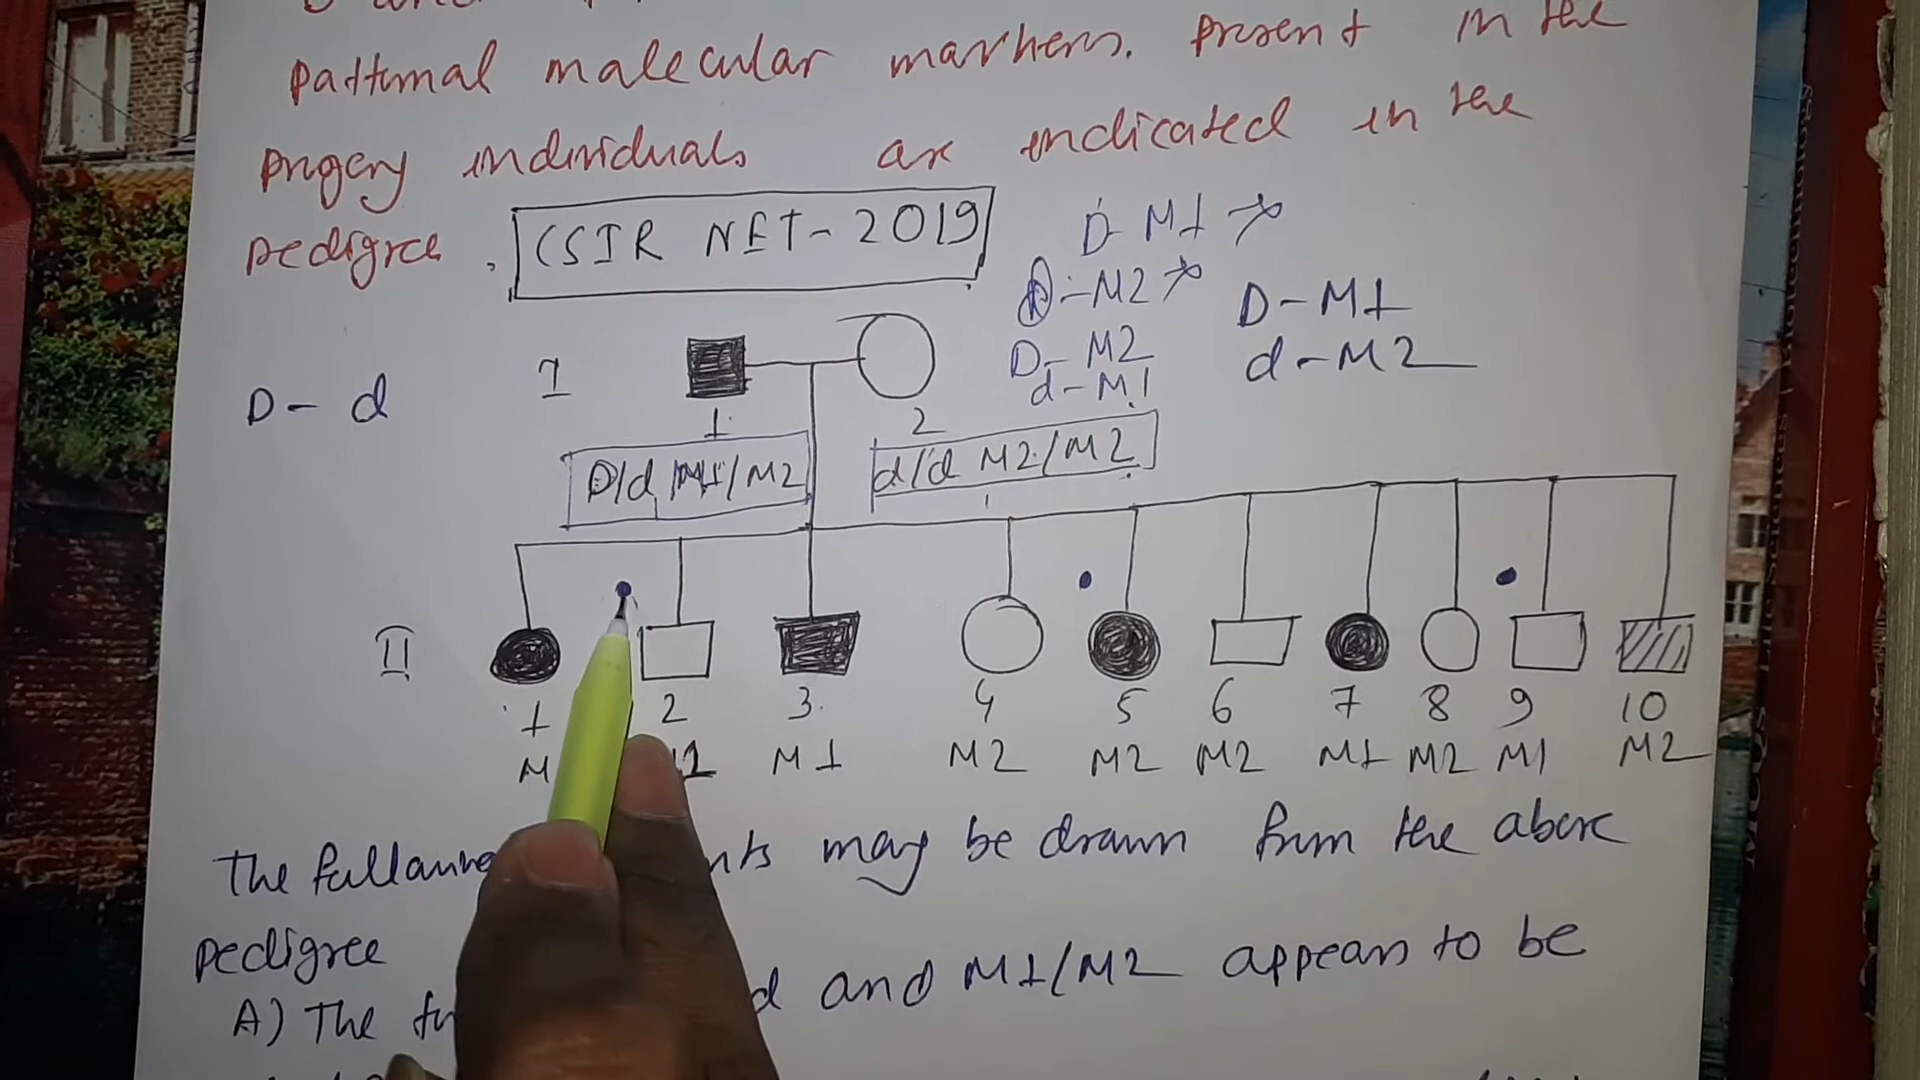 pattunal malecular markers. present in the
progeny individuals are indicated in the
pedigree . CSIR NET- 2019
D M1
D-M2
D-M1
D- M2
d-M2
d-M1
D- d
I
1
2
D/d M1/M2
d/d M2/M2
II
1 2 3. 4 5 6 7 8 9 10
M M1 M2 M2 M2 M1 M2 M1 M2
The nts may be drawn from the above
pedigree
A) The d and M1/M2 appears to be